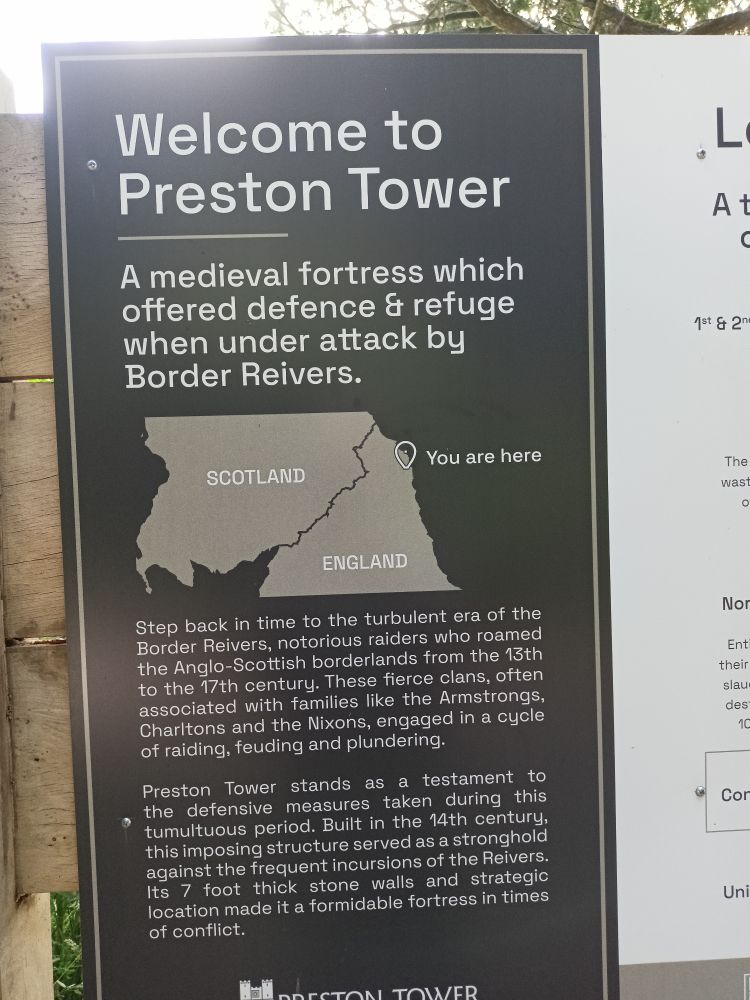 Welcome to
Preston Tower
A medieval fortress which
offered defence & refuge
when under attack by
Border Reivers.
You are here
SCOTLAND
ENGLAND
Step back in time to the turbulent era of the
Border Reivers, notorious raiders who roamed
the Anglo-Scottish borderlands from the 13th
to the 17th century. These fierce clans, often
associated with families like the Armstrongs,
Charltons and the Nixons, engaged in a cycle
of raiding, feuding and plundering.
Preston Tower stands as a testament to
the defensive measures taken during this
tumultuous period. Built in the 14th century,
this imposing structure served as a stronghold
against the frequent incursions of the Reivers.
Its 7 foot thick stone walls and strategic
location made it a formidable fortress in times
of conflict.
PRESTON TOWER
A
1st & 2nd
The